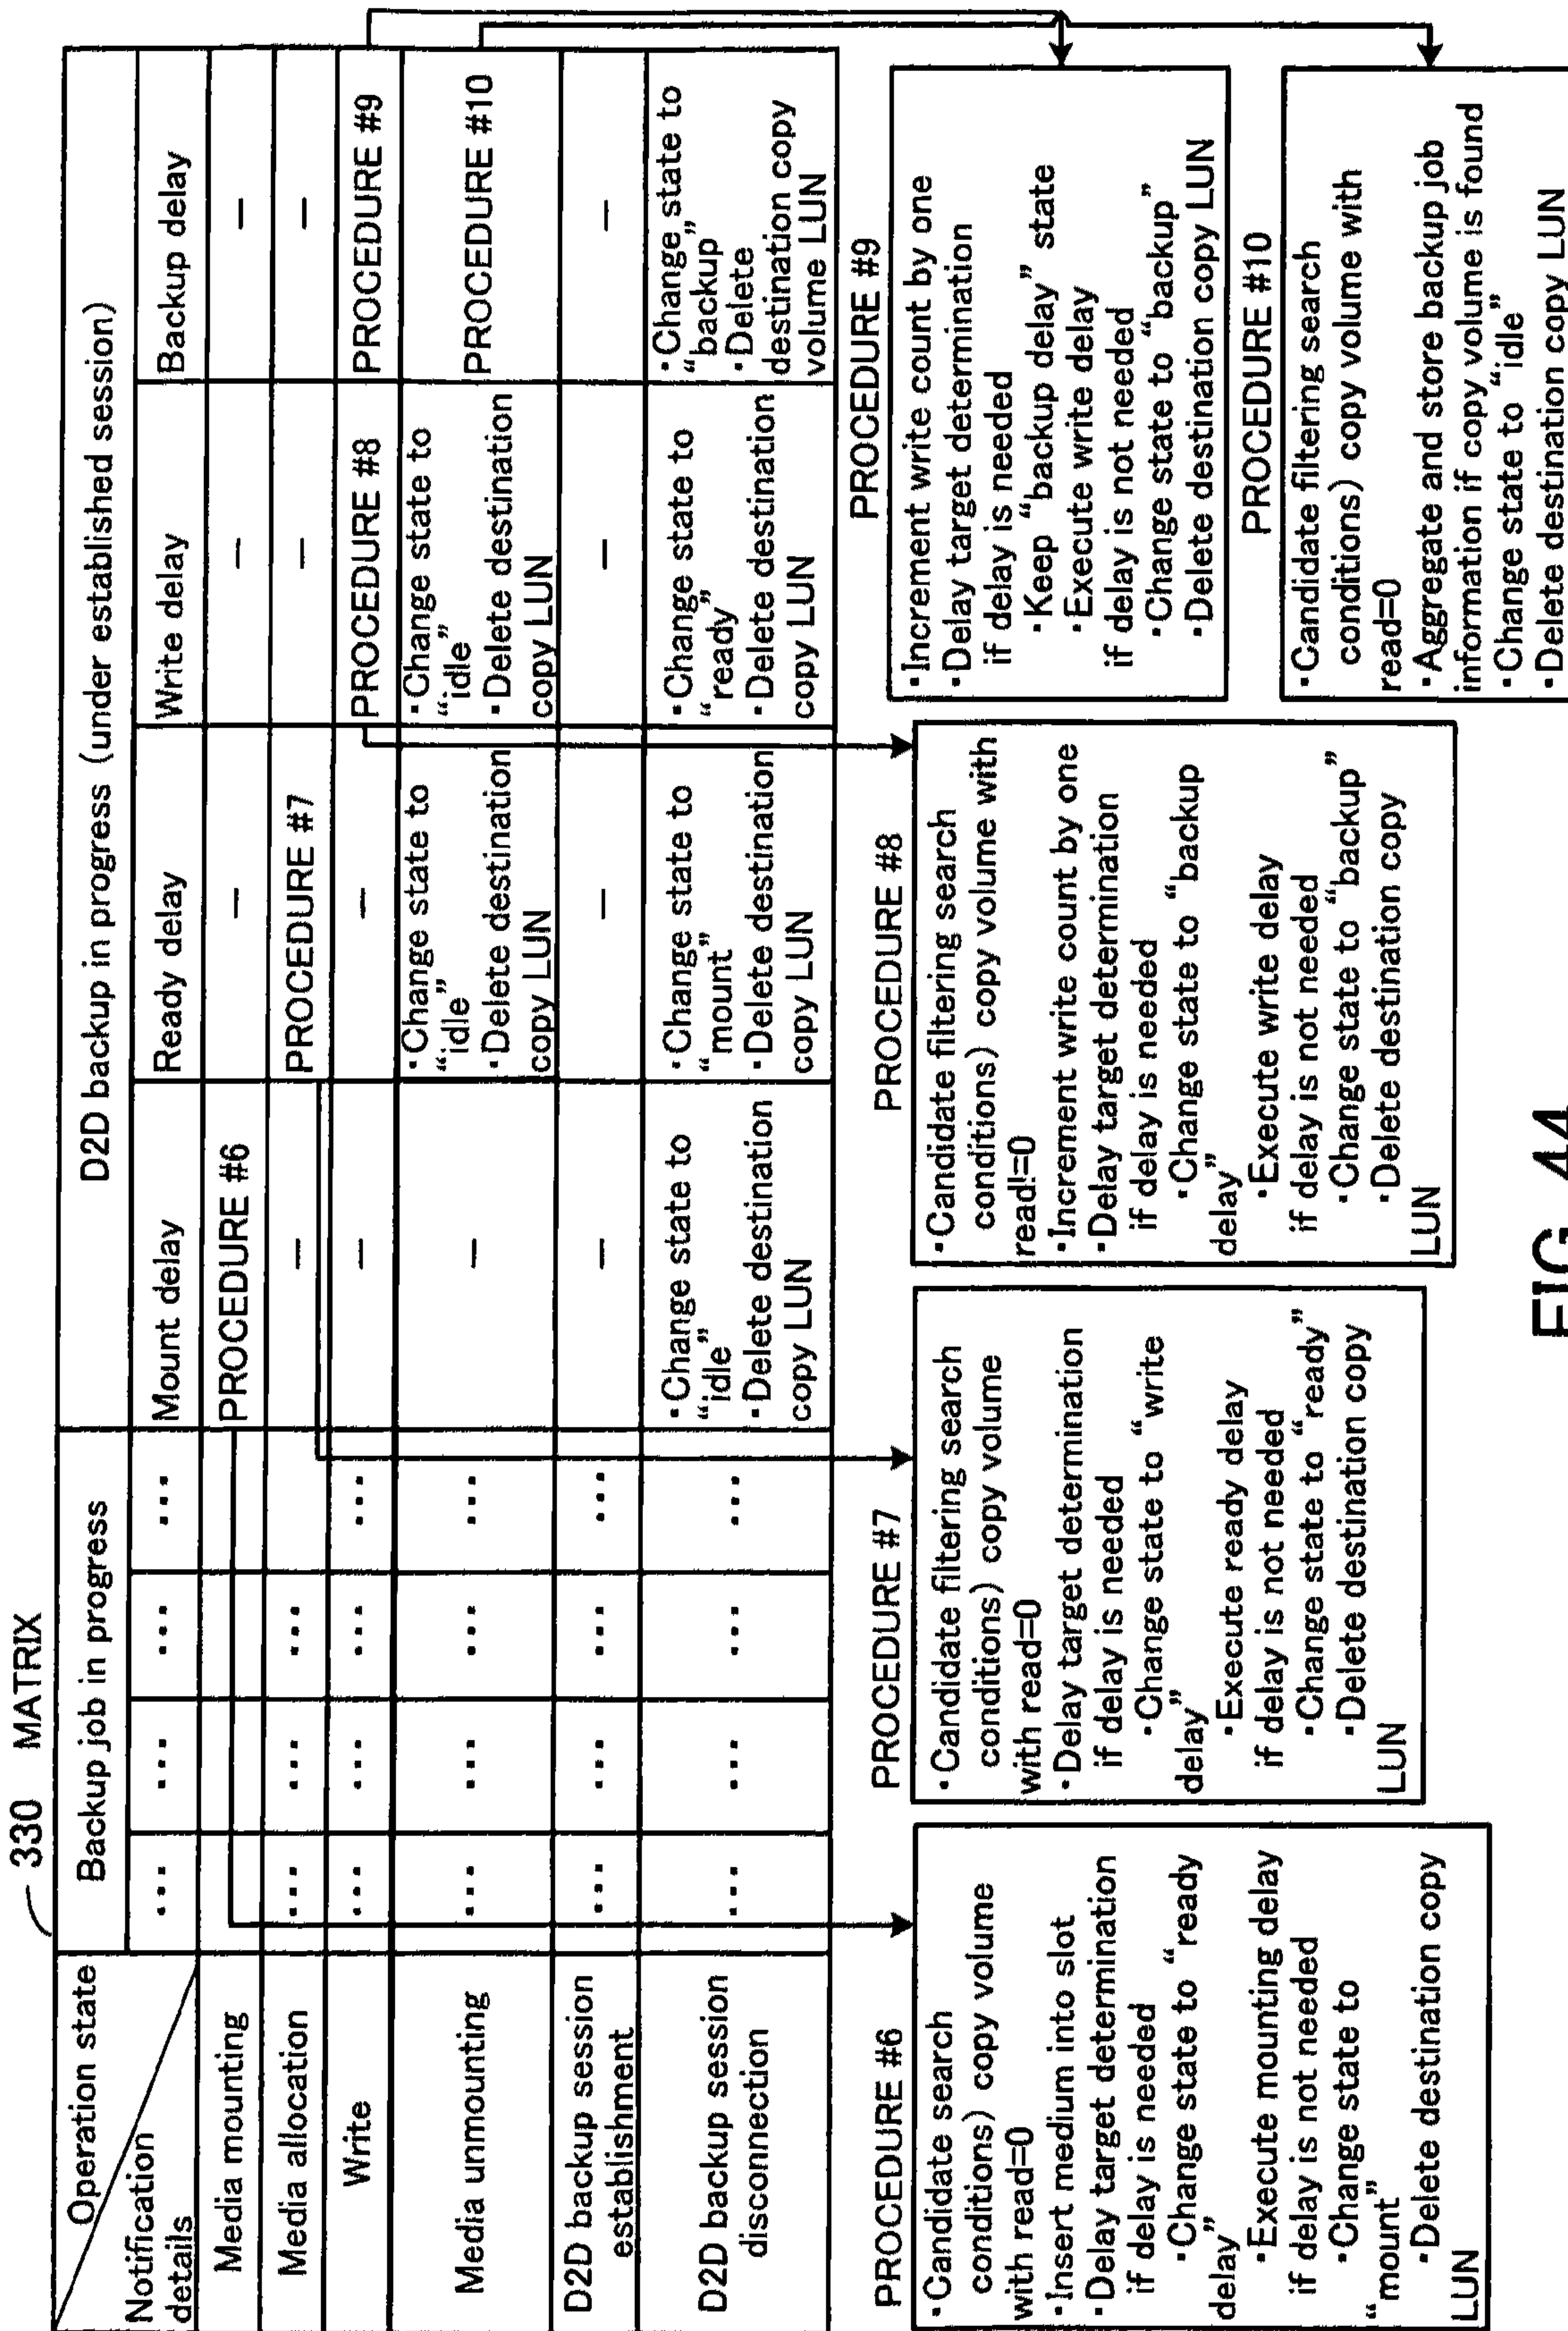 330 MATRIX
Operation state
Notification
details
Backup job in progress
D2D backup in progress (under established session)
... ... ... ... Mount delay Ready delay Write delay Backup delay
Media mounting PROCEDURE #6 – – –
Media allocation ... ... ... – PROCEDURE #7 – –
Write ... ... ... ... – – PROCEDURE #8 PROCEDURE #9
Media unmounting ... ... ... ... –
・Change state to
“idle”
・Delete destination
copy LUN
・Change state to
“idle”
・Delete destination
copy LUN
PROCEDURE #10
D2D backup session
establishment
... ... ... ... – – – –
D2D backup session
disconnection
... ... ... ...
・Change state to
“idle”
・Delete destination
copy LUN
・Change state to
“mount”
・Delete destination
copy LUN
・Change state to
“ready”
・Delete destination
copy LUN
・Change state to
“backup”
・Delete
destination copy
volume LUN
PROCEDURE #6
・Candidate search
conditions) copy volume
with read=0
・Insert medium into slot
・Delay target determination
if delay is needed
・Change state to “ready
delay”
・Execute mounting delay
if delay is not needed
・Change state to
“mount”
・Delete destination copy
LUN
PROCEDURE #7
・Candidate filtering search
conditions) copy volume
with read=0
・Delay target determination
if delay is needed
・Change state to “write
delay”
・Execute ready delay
if delay is not needed
・Change state to “ready”
・Delete destination copy
LUN
PROCEDURE #8
・Candidate filtering search
conditions) copy volume with
read!=0
・Increment write count by one
・Delay target determination
if delay is needed
・Change state to “backup
delay”
・Execute write delay
if delay is not needed
・Change state to “backup”
・Delete destination copy
LUN
PROCEDURE #9
・Increment write count by one
・Delay target determination
if delay is needed
・Keep “backup delay” state
・Execute write delay
if delay is not needed
・Change state to “backup”
・Delete destination copy LUN
PROCEDURE #10
・Candidate filtering search
conditions) copy volume with
read=0
・Aggregate and store backup job
information if copy volume is found
・Change state to “idle”
・Delete destination copy LUN
FIG. 44